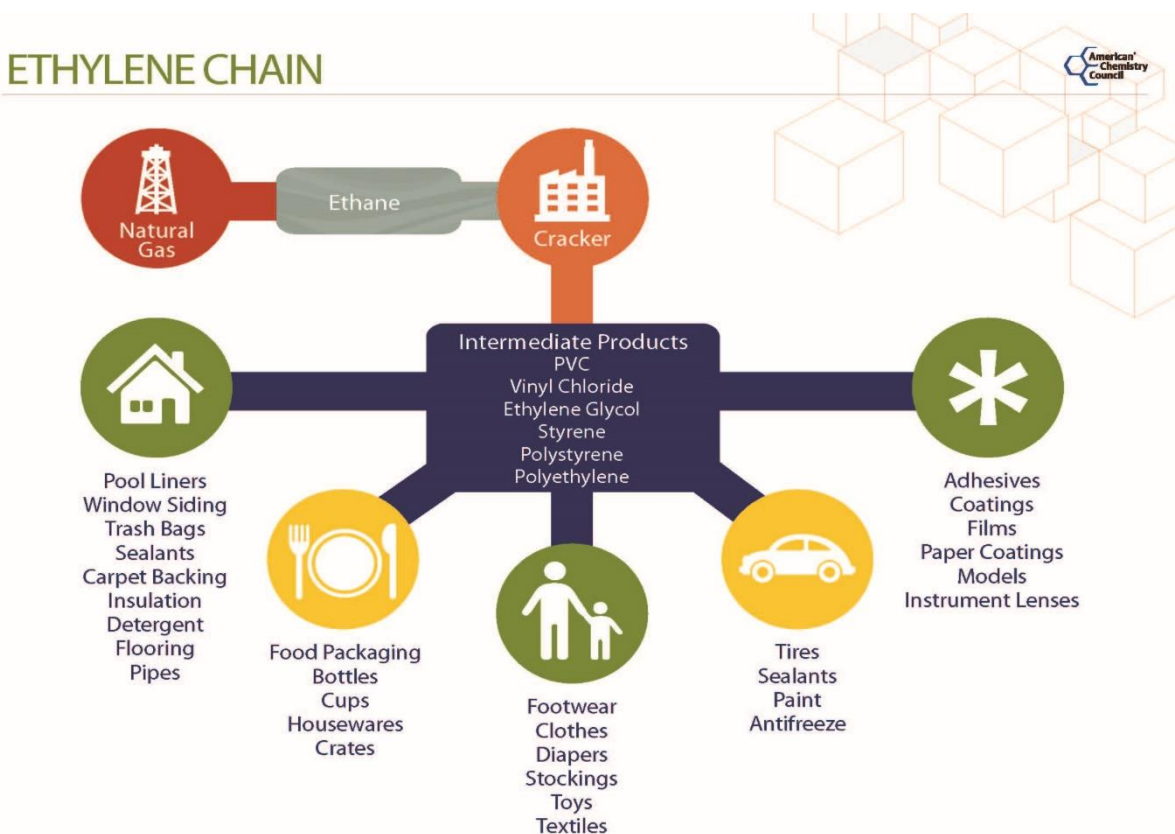 ETHYLENE CHAIN
American
Chemistry
Council
Natural
Gas
Ethane
Cracker
Intermediate Products
PVC
Vinyl Chloride
Ethylene Glycol
Styrene
Polystyrene
Polyethylene
Pool Liners
Window Siding
Trash Bags
Sealants
Carpet Backing
Insulation
Detergent
Flooring
Pipes
Food Packaging
Bottles
Cups
Housewares
Crates
Footwear
Clothes
Diapers
Stockings
Toys
Textiles
Tires
Sealants
Paint
Antifreeze
Adhesives
Coatings
Films
Paper Coatings
Models
Instrument Lenses